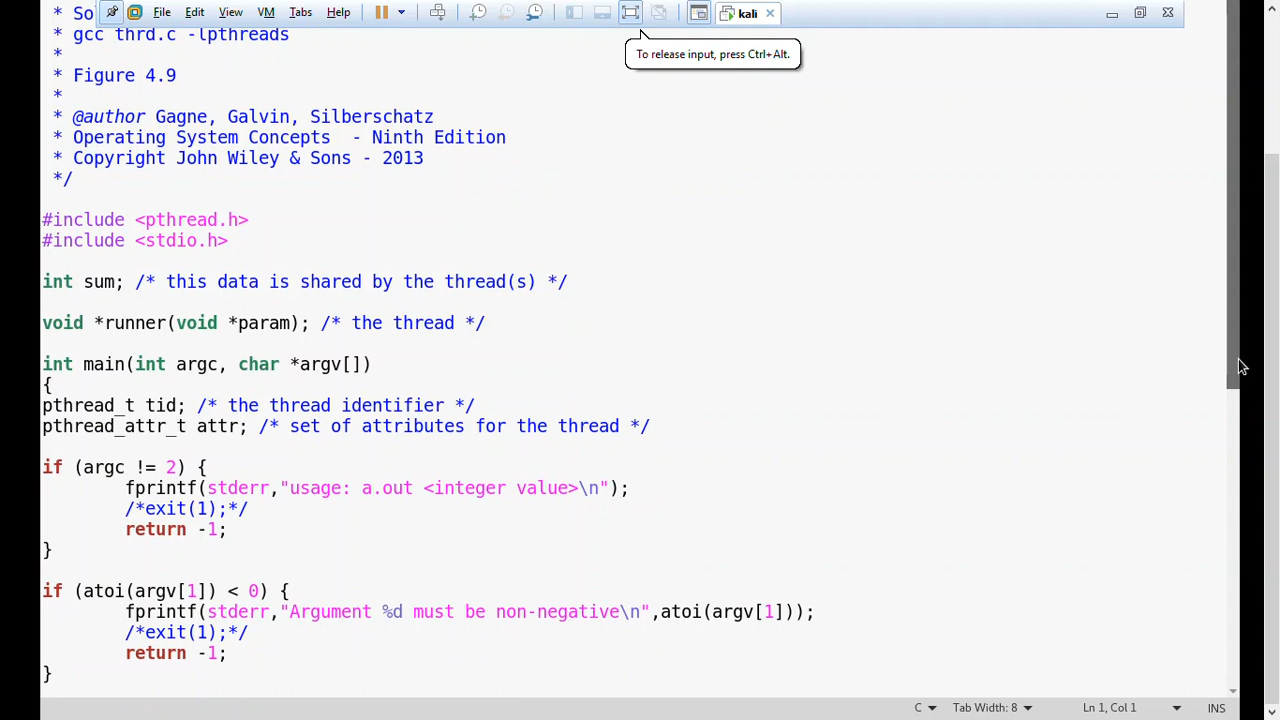 File Edit View VM Tabs Help kali
To release input, press Ctrl+Alt.
* So
* gcc thrd.c -lpthreads
*
* Figure 4.9
*
* @author Gagne, Galvin, Silberschatz
* Operating System Concepts  - Ninth Edition
* Copyright John Wiley & Sons - 2013
*/
#include <pthread.h>
#include <stdio.h>
int sum; /* this data is shared by the thread(s) */
void *runner(void *param); /* the thread */
int main(int argc, char *argv[])
{
pthread_t tid; /* the thread identifier */
pthread_attr_t attr; /* set of attributes for the thread */
if (argc != 2) {
fprintf(stderr,"usage: a.out <integer value>\n");
/*exit(1);*/
return -1;
}
if (atoi(argv[1]) < 0) {
fprintf(stderr,"Argument %d must be non-negative\n",atoi(argv[1]));
/*exit(1);*/
return -1;
}
C Tab Width: 8 Ln 1, Col 1 INS